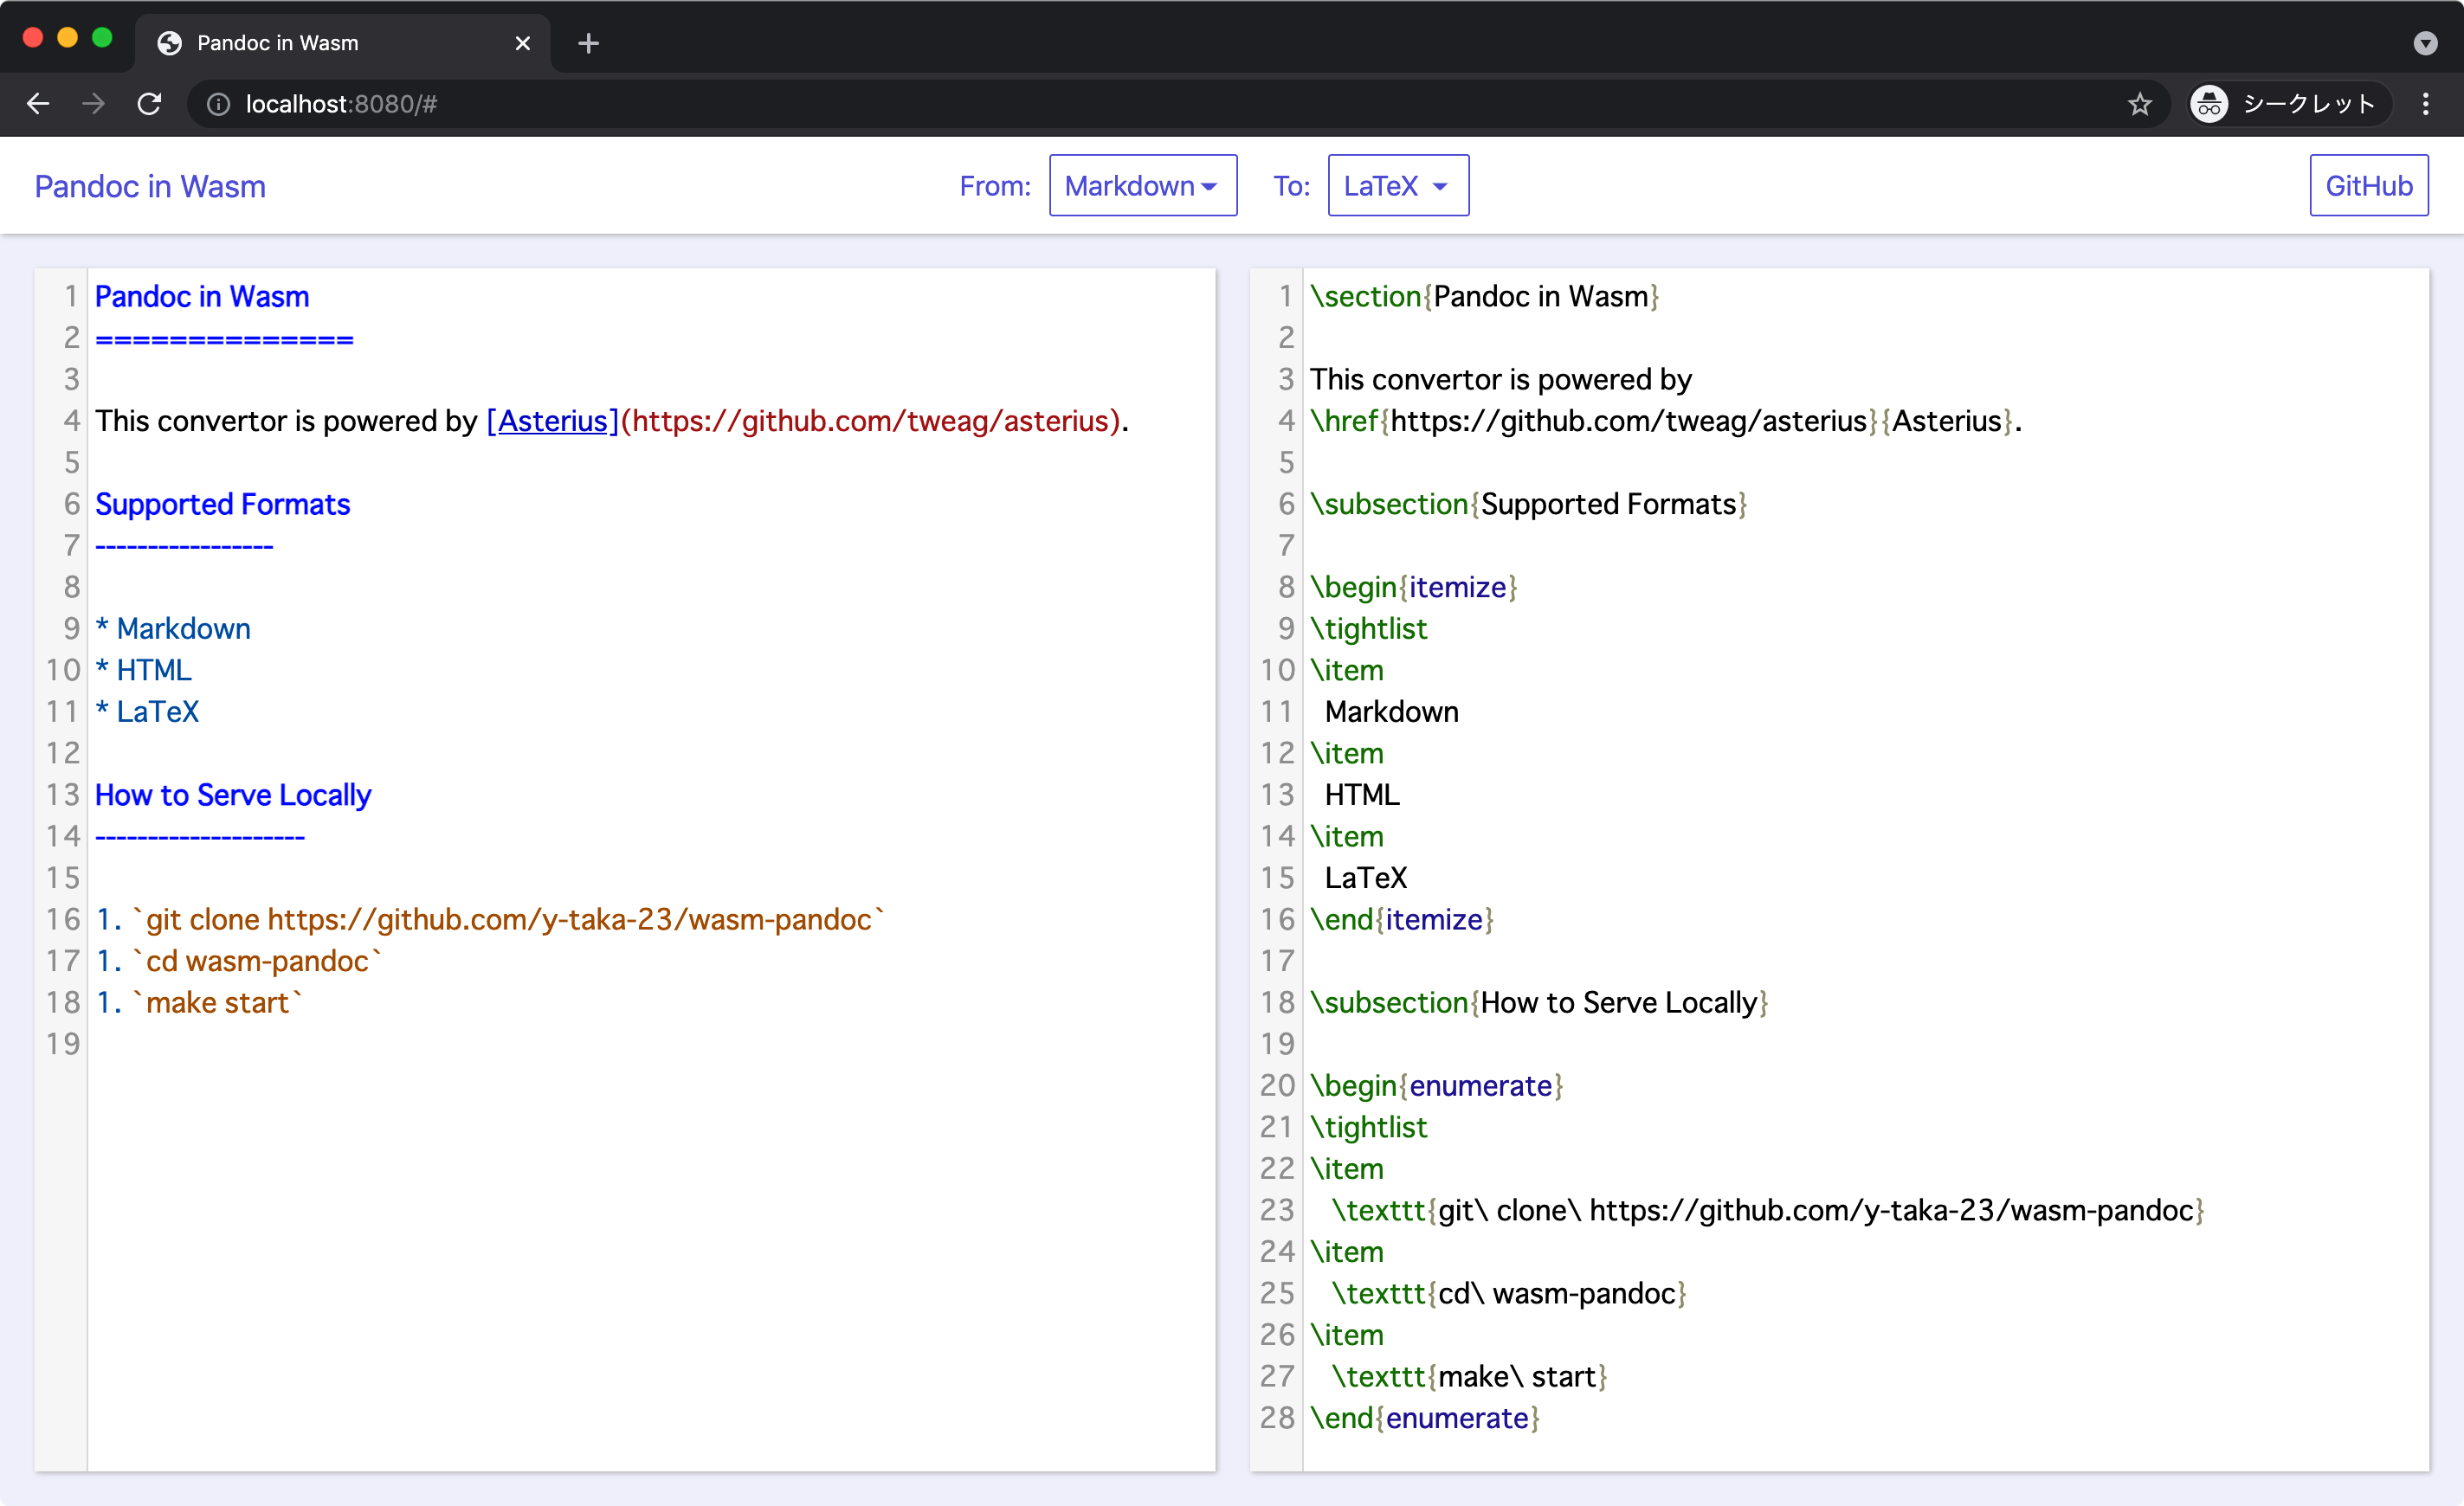 Pandoc in Wasm
localhost:8080/#
シークレット
Pandoc in Wasm
From:
Markdown
To:
LaTeX
GitHub
1 Pandoc in Wasm
2 ==============
3
4 This convertor is powered by [Asterius](https://github.com/tweag/asterius).
5
6 Supported Formats
7 -----------------
8
9 * Markdown
10 * HTML
11 * LaTeX
12
13 How to Serve Locally
14 --------------------
15
16 1. `git clone https://github.com/y-taka-23/wasm-pandoc`
17 1. `cd wasm-pandoc`
18 1. `make start`
19
1 \section{Pandoc in Wasm}
2
3 This convertor is powered by
4 \href{https://github.com/tweag/asterius}{Asterius}.
5
6 \subsection{Supported Formats}
7
8 \begin{itemize}
9 \tightlist
10 \item
11 Markdown
12 \item
13 HTML
14 \item
15 LaTeX
16 \end{itemize}
17
18 \subsection{How to Serve Locally}
19
20 \begin{enumerate}
21 \tightlist
22 \item
23 \texttt{git\ clone\ https://github.com/y-taka-23/wasm-pandoc}
24 \item
25 \texttt{cd\ wasm-pandoc}
26 \item
27 \texttt{make\ start}
28 \end{enumerate}